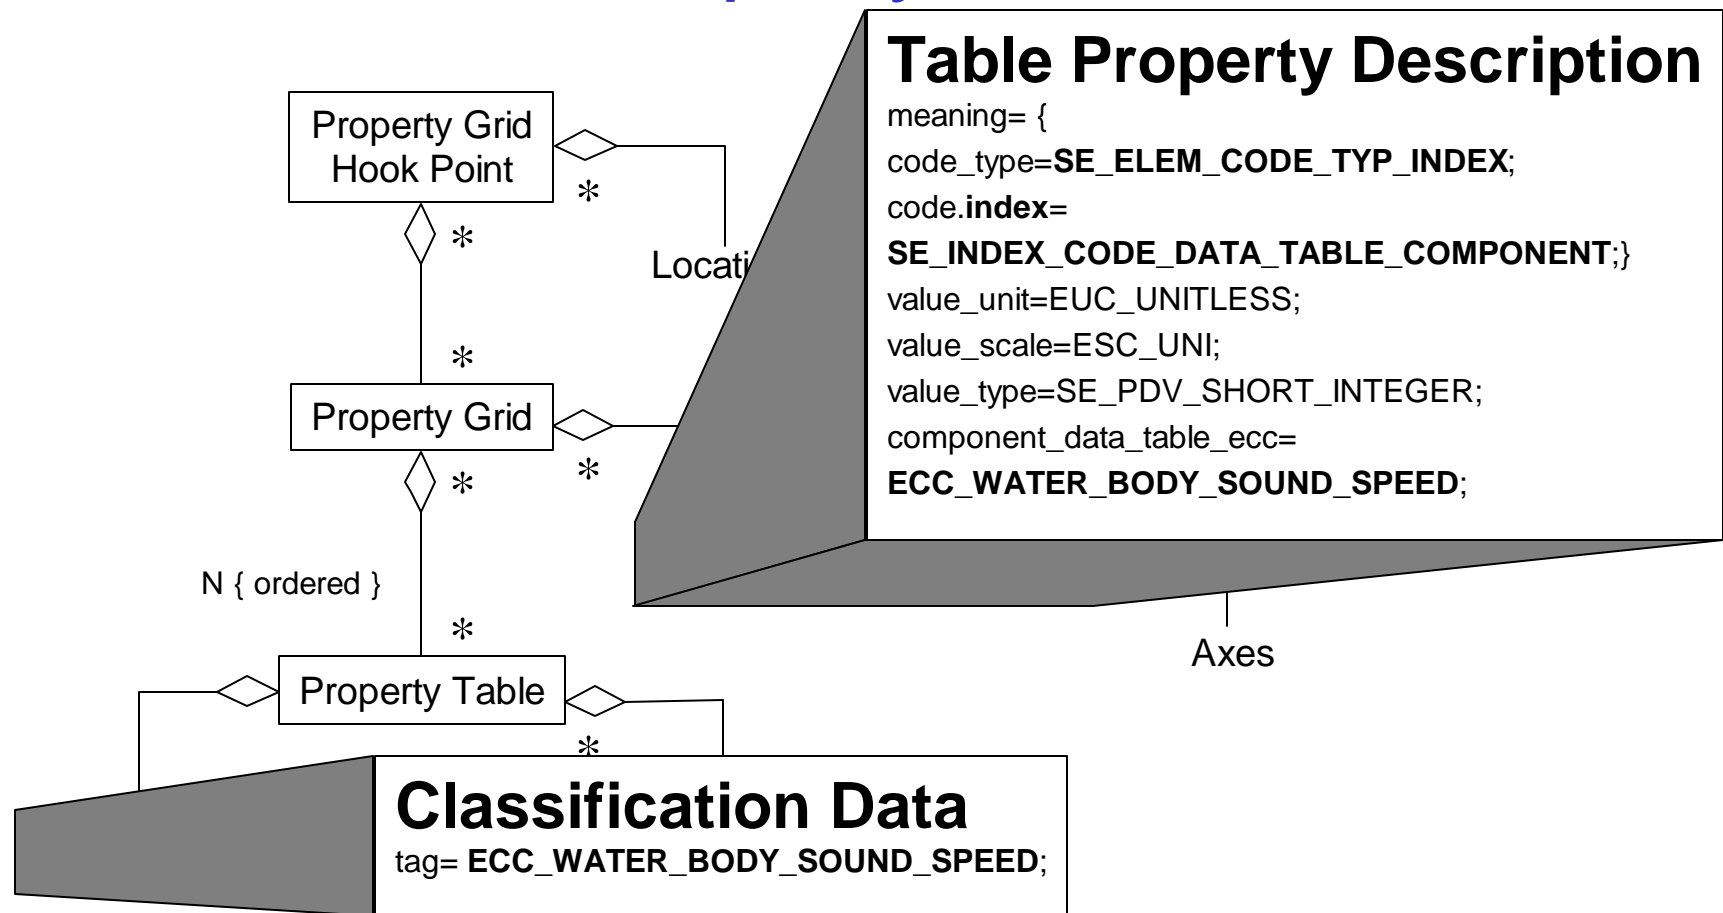 Table Property Description
meaning= {
code_type=SE_ELEM_CODE_TYP_INDEX;
code.index=
SE_INDEX_CODE_DATA_TABLE_COMPONENT;}
value_unit=EUC_UNITLESS;
value_scale=ESC_UNI;
value_type=SE_PDV_SHORT_INTEGER;
component_data_table_ecc=
ECC_WATER_BODY_SOUND_SPEED;
Property Grid
Hook Point
*
*
Locati
*
Property Grid
*
*
N { ordered }
*
Axes
Property Table
*
Classification Data
tag= ECC_WATER_BODY_SOUND_SPEED;